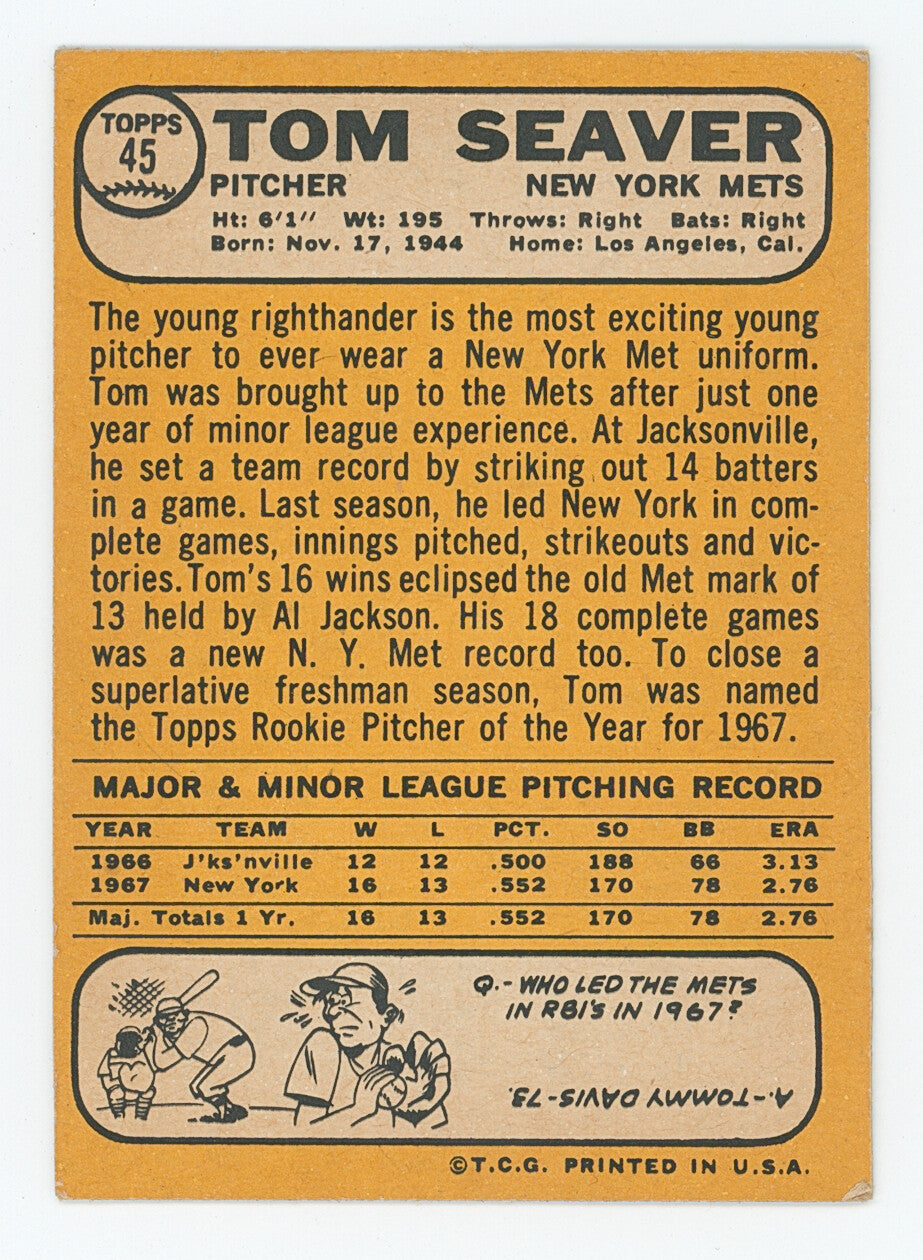 TOPPS
45
TOM SEAVER
PITCHER NEW YORK METS
Ht: 6'1" Wt: 195 Throws: Right Bats: Right
Born: Nov. 17, 1944 Home: Los Angeles, Cal.
The young righthander is the most exciting young
pitcher to ever wear a New York Met uniform.
Tom was brought up to the Mets after just one
year of minor league experience. At Jacksonville,
he set a team record by striking out 14 batters
in a game. Last season, he led New York in com-
plete games, innings pitched, strikeouts and vic-
tories. Tom's 16 wins eclipsed the old Met mark of
13 held by Al Jackson. His 18 complete games
was a new N. Y. Met record too. To close a
superlative freshman season, Tom was named
the Topps Rookie Pitcher of the Year for 1967.
MAJOR & MINOR LEAGUE PITCHING RECORD
YEAR TEAM W L PCT. SO BB ERA
1966 J'ks'nville 12 12 .500 188 66 3.13
1967 New York 16 13 .552 170 78 2.76
Maj. Totals 1 Yr. 16 13 .552 170 78 2.76
Q.- WHO LED THE METS
IN RBI'S IN 1967?
A.-TOMMY DAVIS-73.
©T.C.G. PRINTED IN U.S.A.